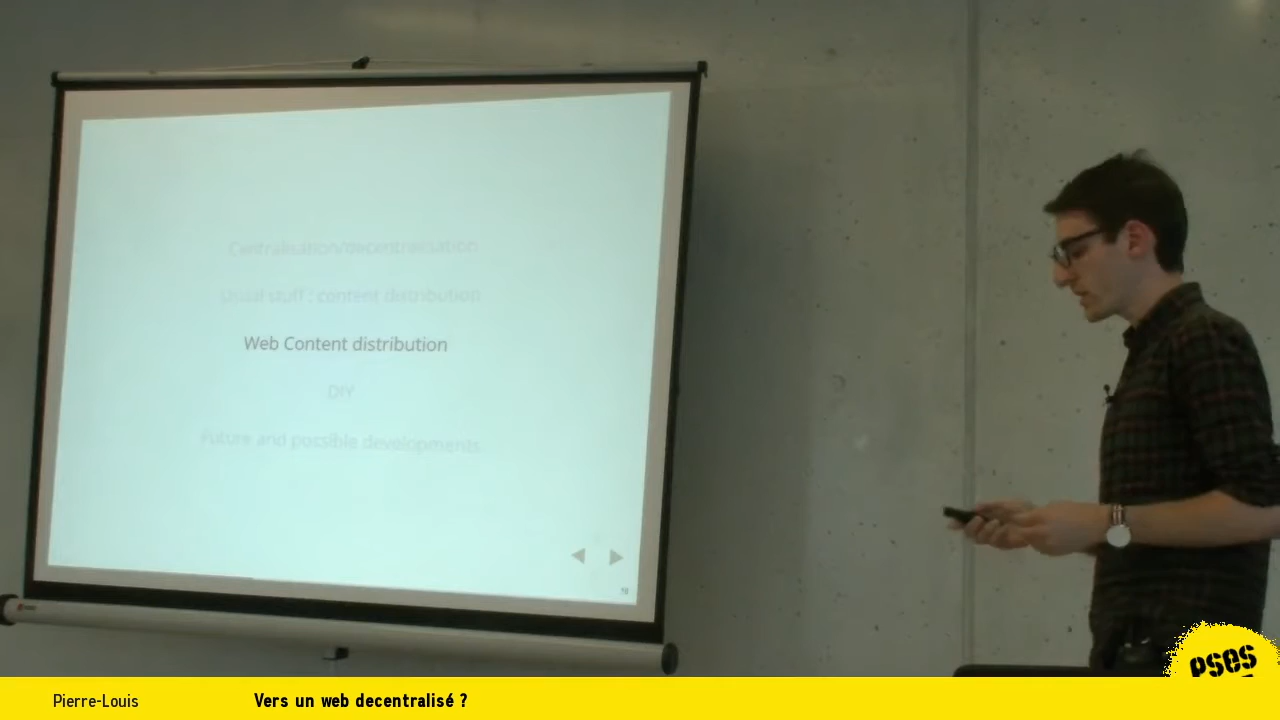 Centralisation/decentralisation
Usual stuff : content distribution
Web Content distribution
DIY
Future and possible developments
pses
Pierre-Louis
Vers un web decentralisé ?